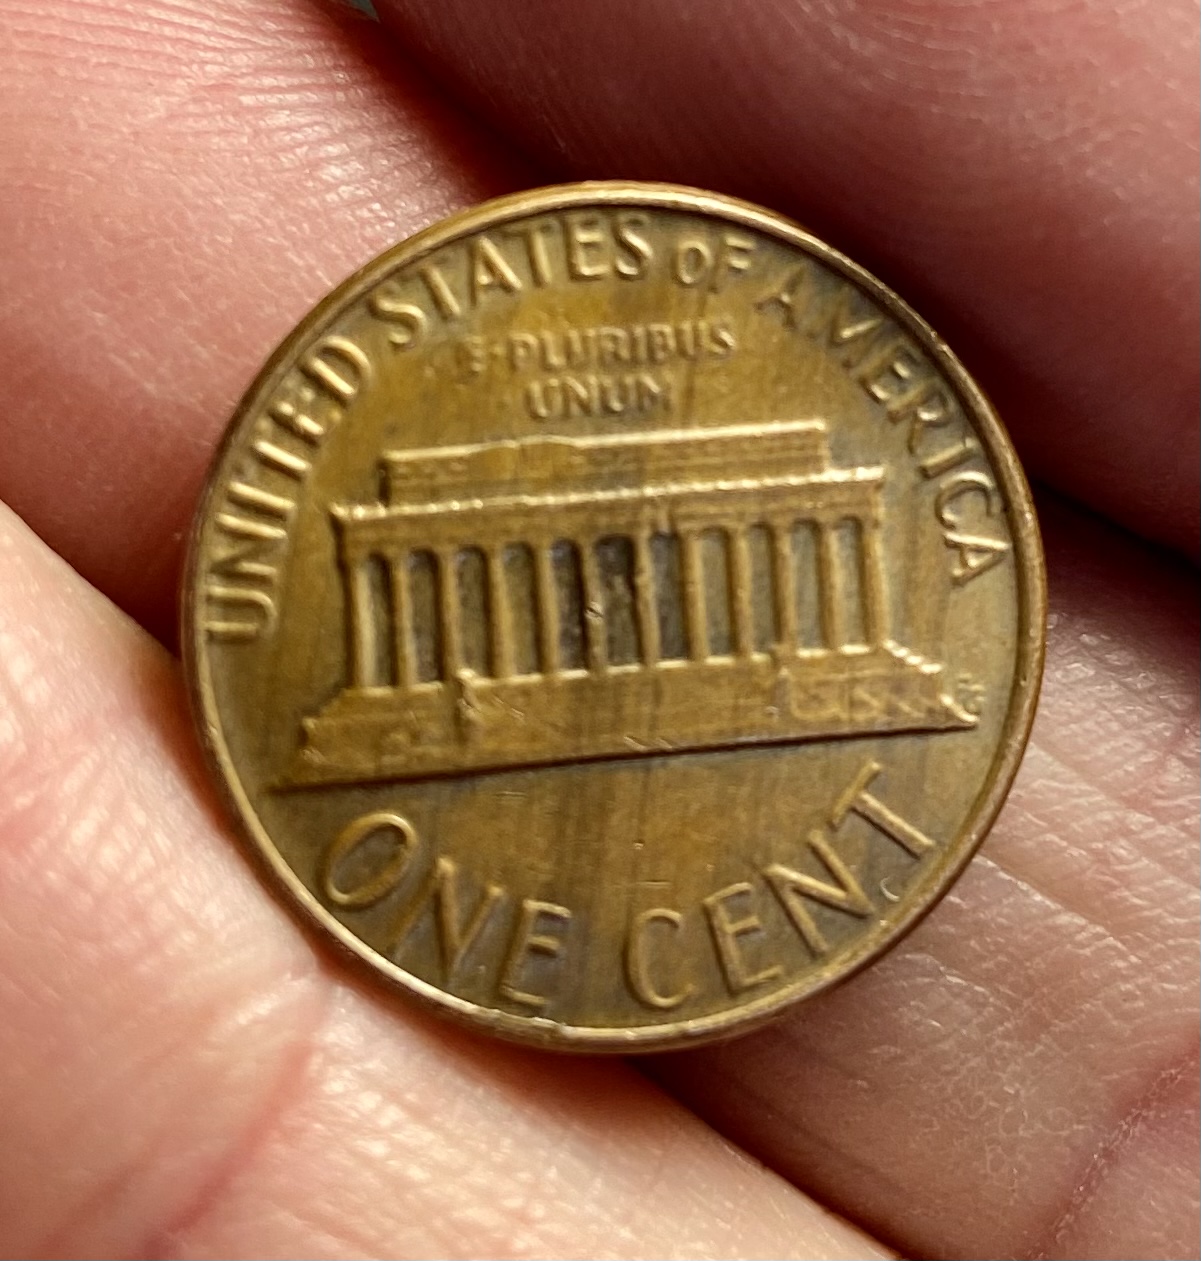 UNITED STATES OF AMERICA
E·PLURIBUS
UNUM
ONE CENT